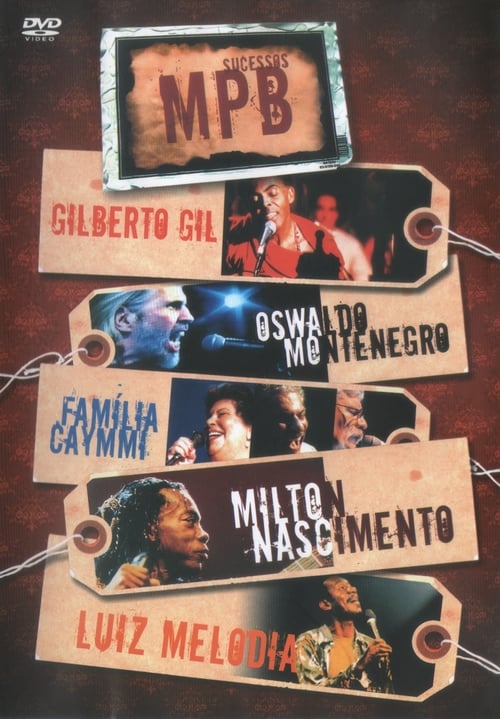 DVD
VIDEO
SUCESSOS
MPB
GILBERTO GIL
OSWALDO
MONTENEGRO
FAMÍLIA
CAYMMI
MILTON
NASCIMENTO
LUIZ MELODIA